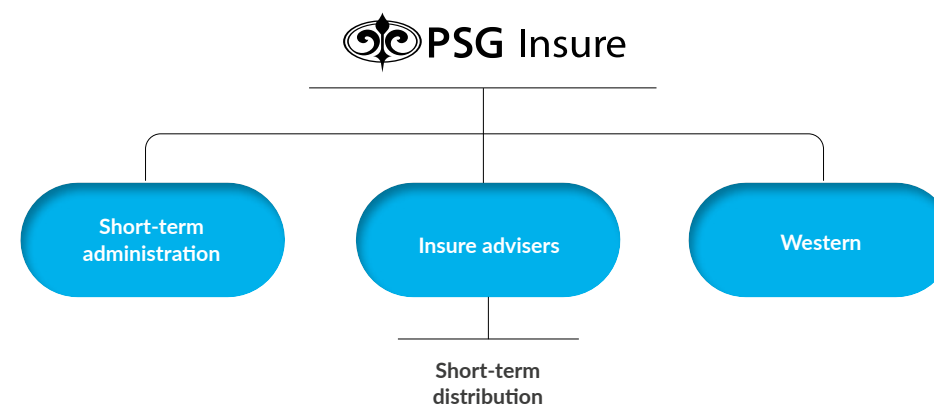 PSG Insure
Short-term
administration
Insure advisers
Western
Short-term
distribution